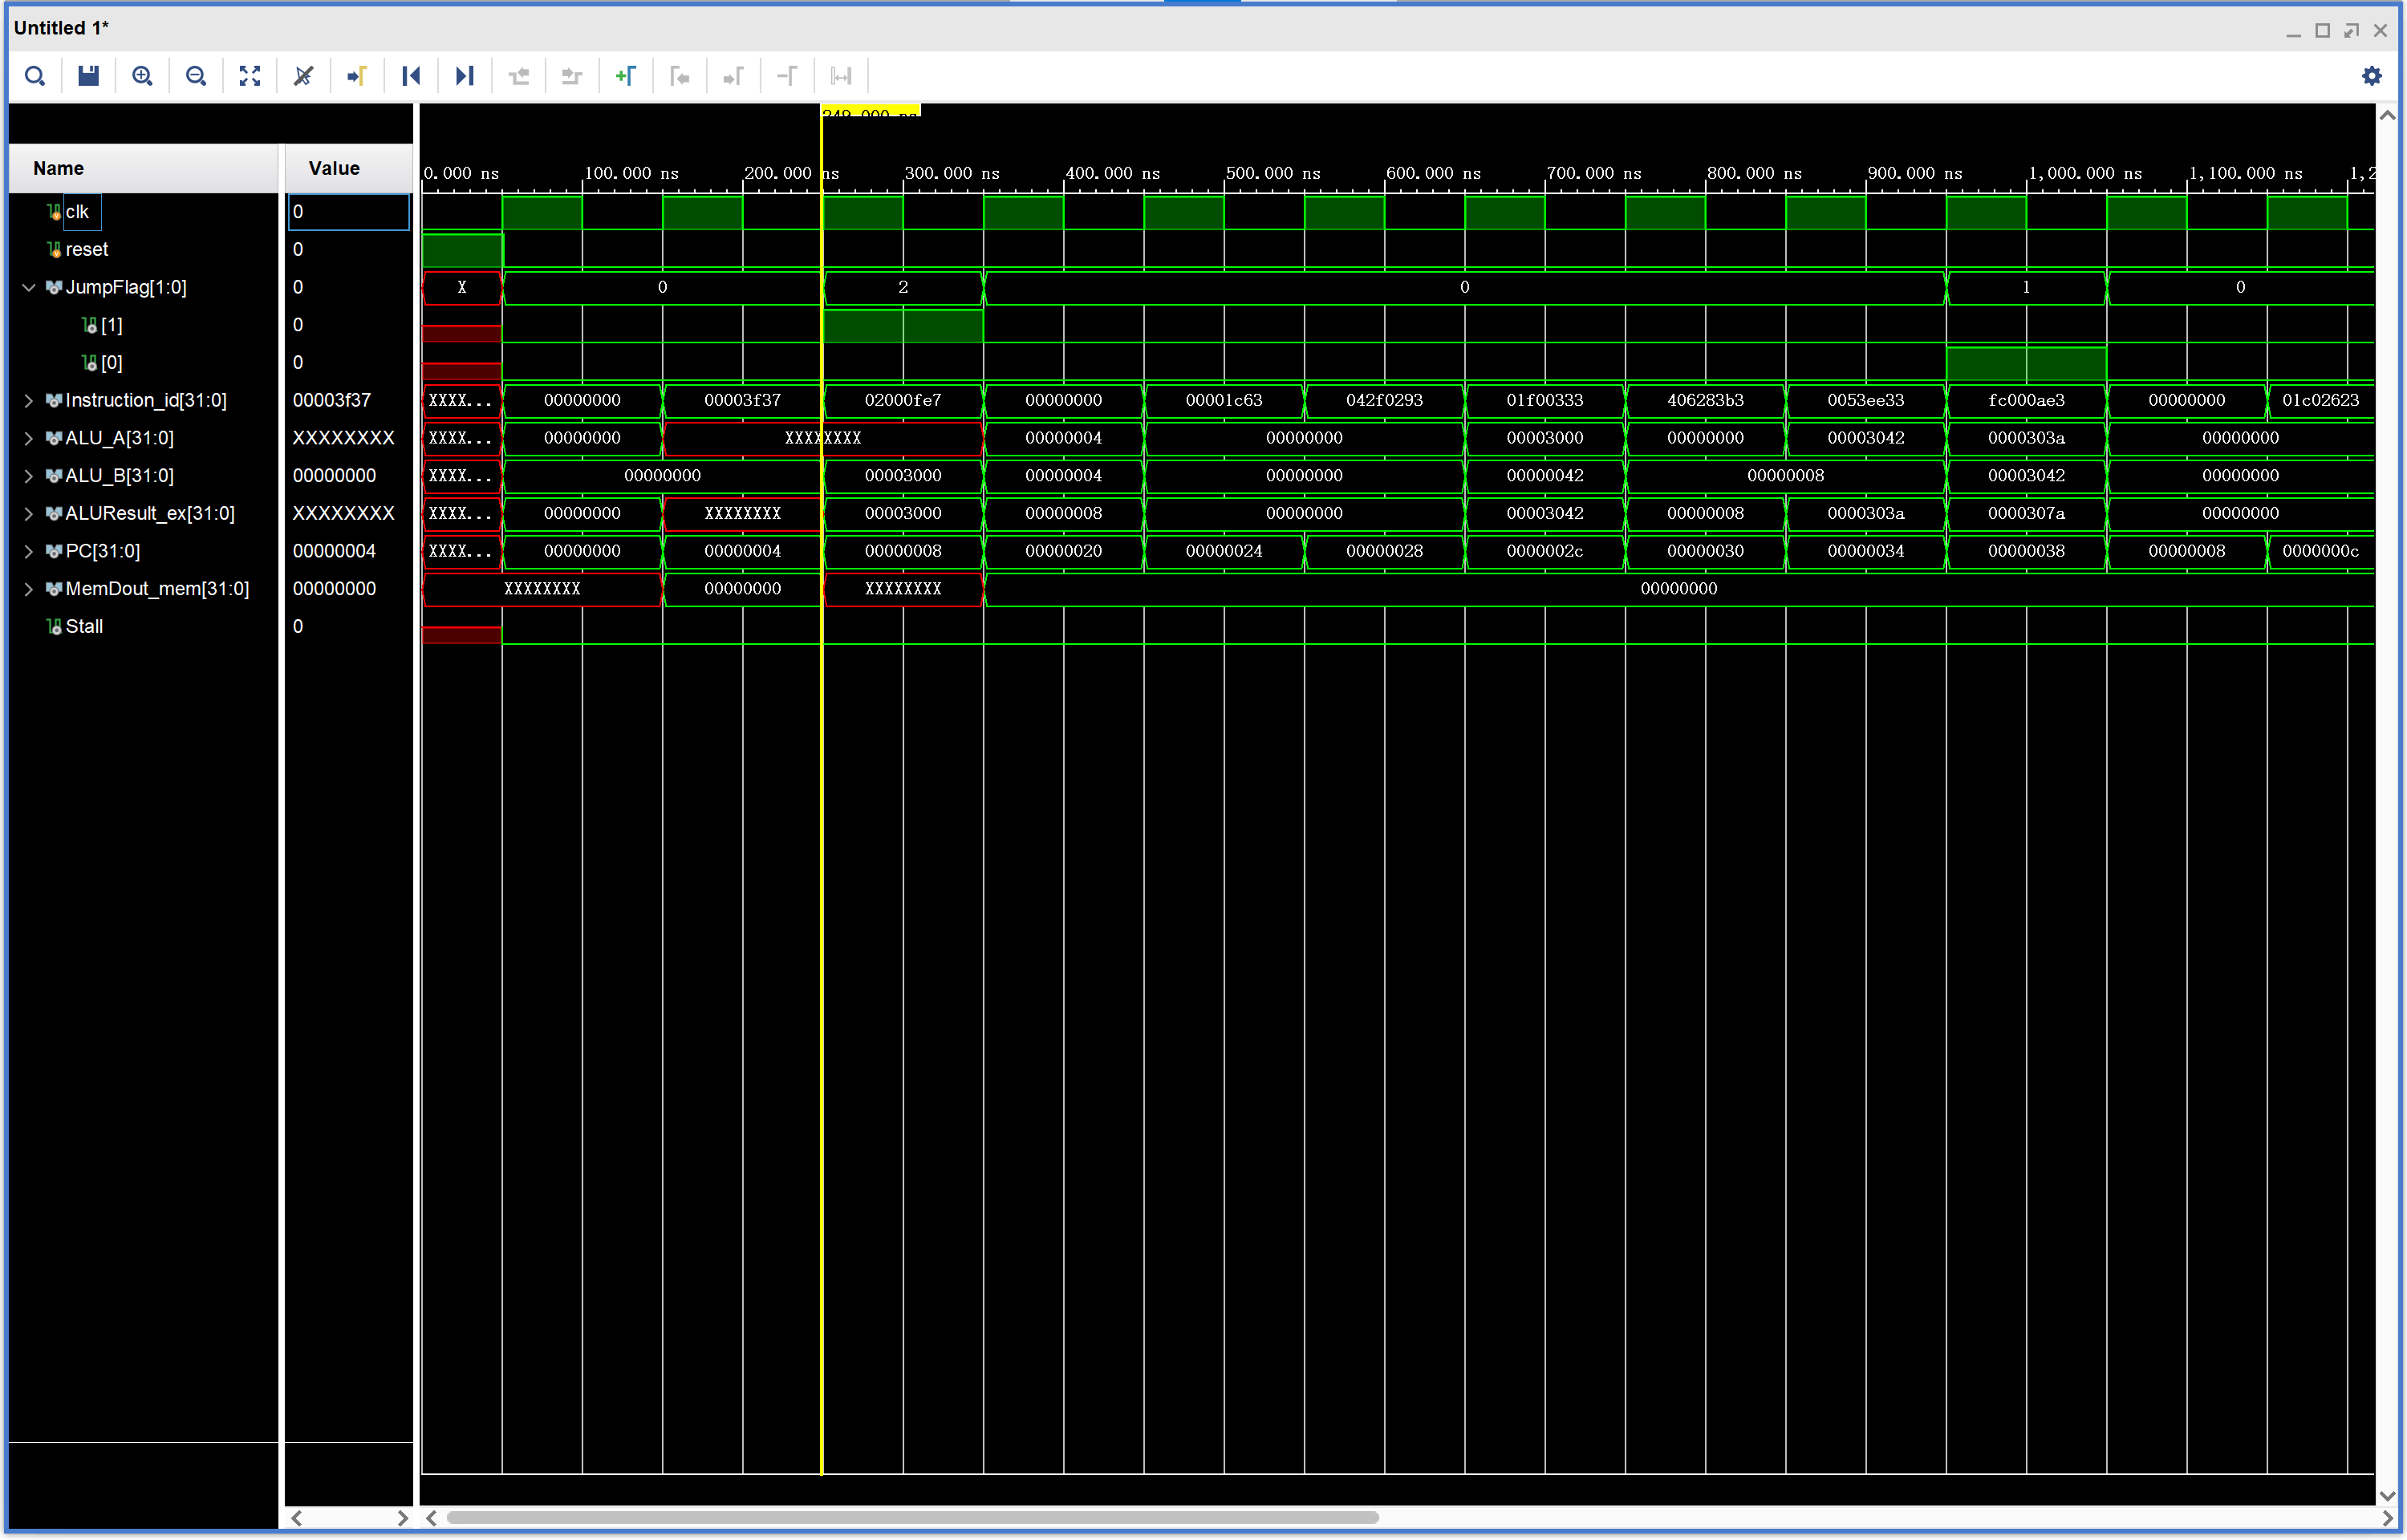 Untitled 1*
249.000 ns
Name Value 0.000 ns 100.000 ns 200.000 ns 300.000 ns 400.000 ns 500.000 ns 600.000 ns 700.000 ns 800.000 ns 900.000 ns 1,000.000 ns 1,100.000 ns 1,2
clk 0
reset 0
JumpFlag[1:0] 0 X 0 2 0 1 0
[1] 0
[0] 0
Instruction_id[31:0] 00003f37 XXXX... 00000000 00003f37 02000fe7 00000000 00001c63 042f0293 01f00333 406283b3 0053ee33 fc000ae3 00000000 01c02623
ALU_A[31:0] XXXXXXXX XXXX... 00000000 XXXXXXXX 00000004 00000000 00003000 00000000 00003042 0000303a 00000000
ALU_B[31:0] 00000000 XXXX... 00000000 00003000 00000004 00000000 00000042 00000008 00003042 00000000
ALUResult_ex[31:0] XXXXXXXX XXXX... 00000000 XXXXXXXX 00003000 00000008 00000000 00003042 00000008 0000303a 0000307a 00000000
PC[31:0] 00000004 XXXX... 00000000 00000004 00000008 00000020 00000024 00000028 0000002c 00000030 00000034 00000038 00000008 0000000c
MemDout_mem[31:0] 00000000 XXXXXXXX 00000000 XXXXXXXX 00000000
Stall 0